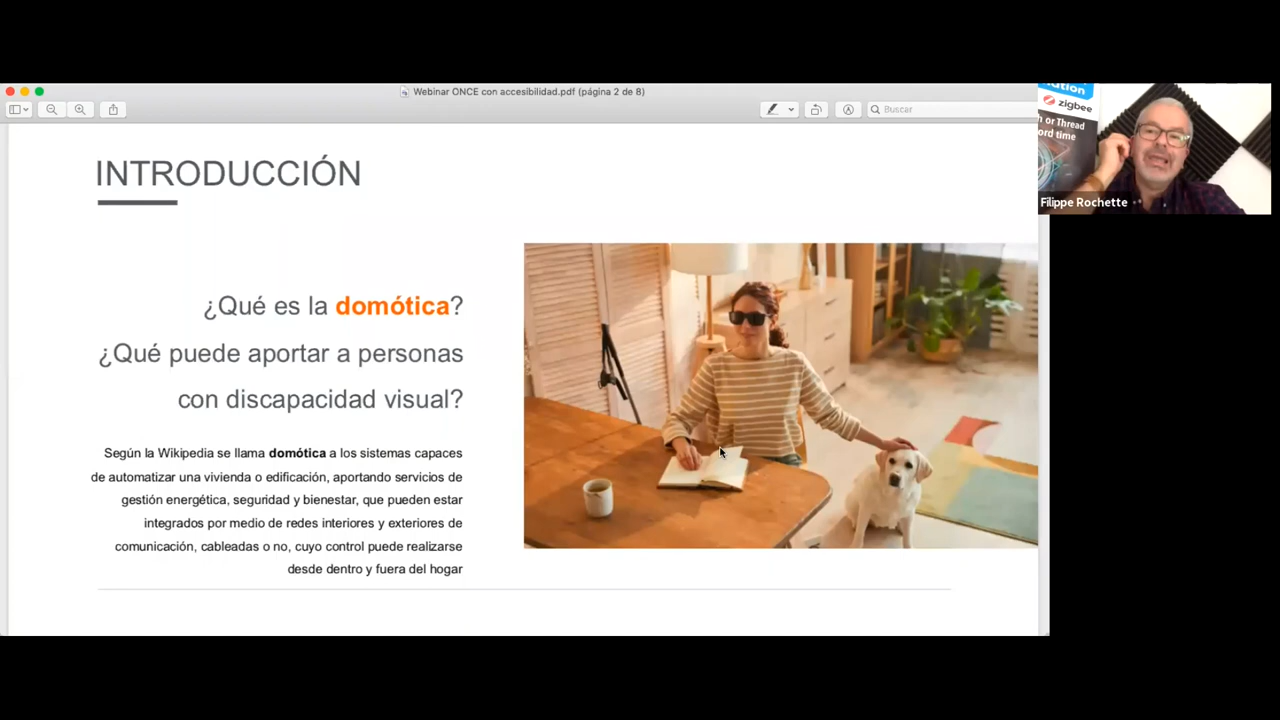 Webinar ONCE con accesibilidad.pdf (página 2 de 8)
Buscar
INTRODUCCIÓN
¿Qué es la domótica?
¿Qué puede aportar a personas
con discapacidad visual?
Según la Wikipedia se llama domótica a los sistemas capaces
de automatizar una vivienda o edificación, aportando servicios de
gestión energética, seguridad y bienestar, que pueden estar
integrados por medio de redes interiores y exteriores de
comunicación, cableadas o no, cuyo control puede realizarse
desde dentro y fuera del hogar
zigbee
or Thread
ord time
Filippe Rochette